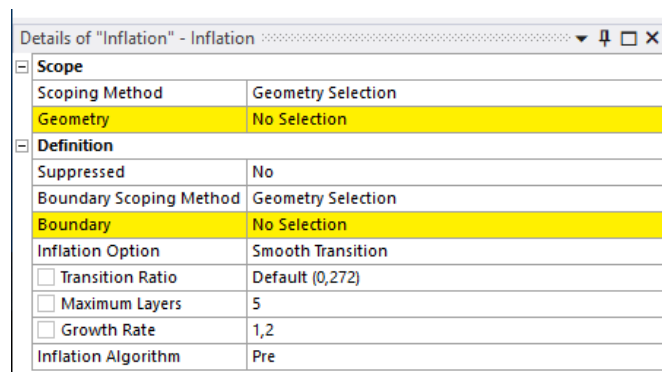 Details of "Inflation" - Inflation
Scope
Scoping Method Geometry Selection
Geometry No Selection
Definition
Suppressed No
Boundary Scoping Method Geometry Selection
Boundary No Selection
Inflation Option Smooth Transition
Transition Ratio Default (0,272)
Maximum Layers 5
Growth Rate 1,2
Inflation Algorithm Pre